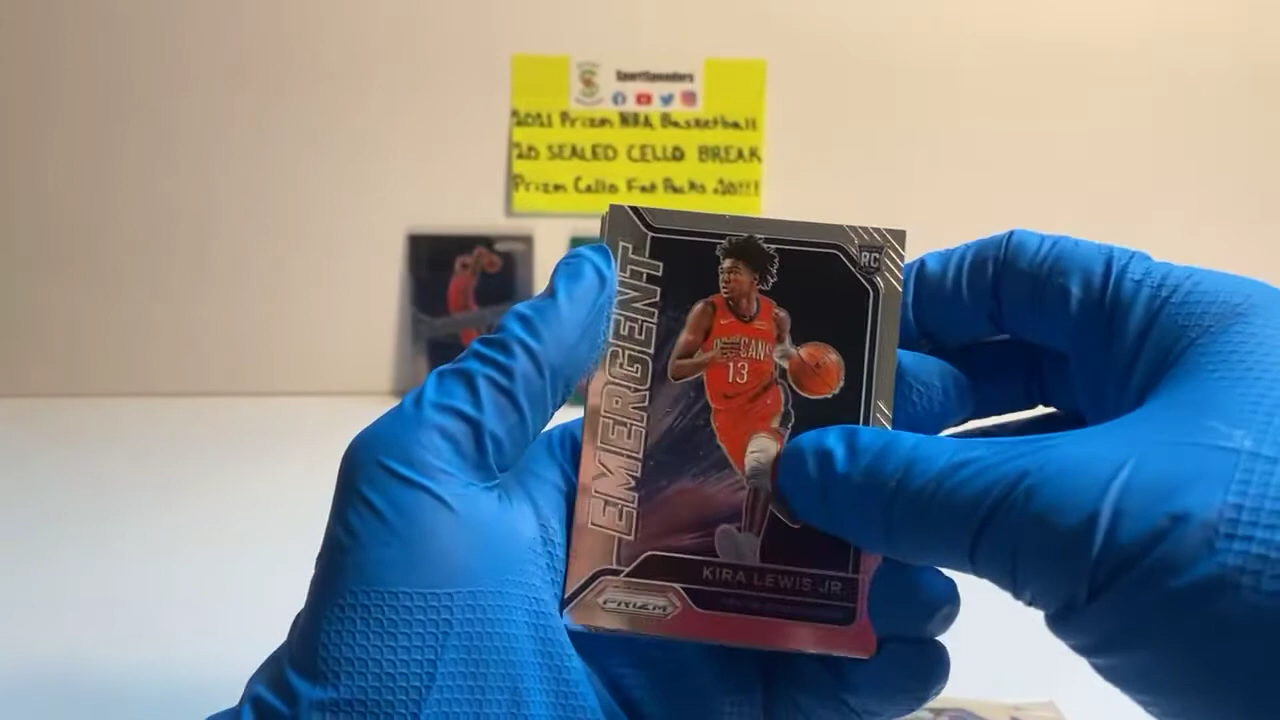 SportSpenders
2021 Prizm NBA Basketball
20 SEALED CELLO BREAK
Prizm Cello Fat Packs .20!!!
RC
EMERGENT
CANS
13
KIRA LEWIS JR.
PRIZM